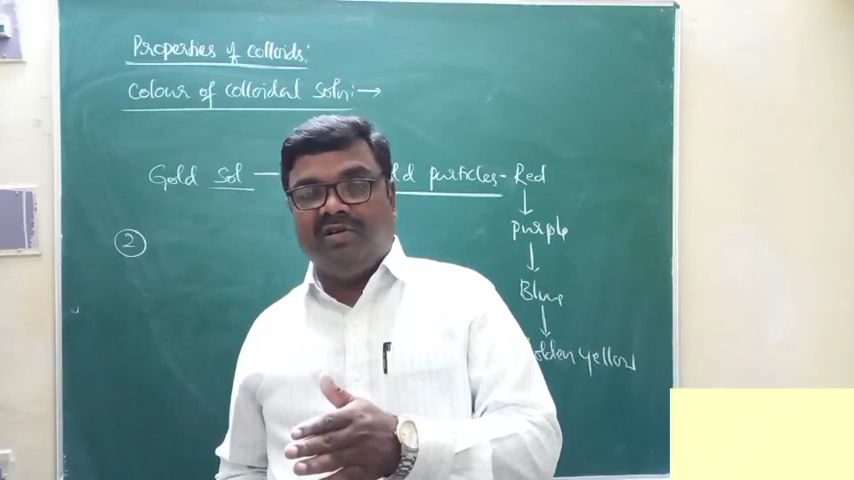 Properties of colloids:
Colour of colloidal soln: →
Gold sol — ld particles - Red
↓
purple
↓
Blue
↓
olden yellow
②